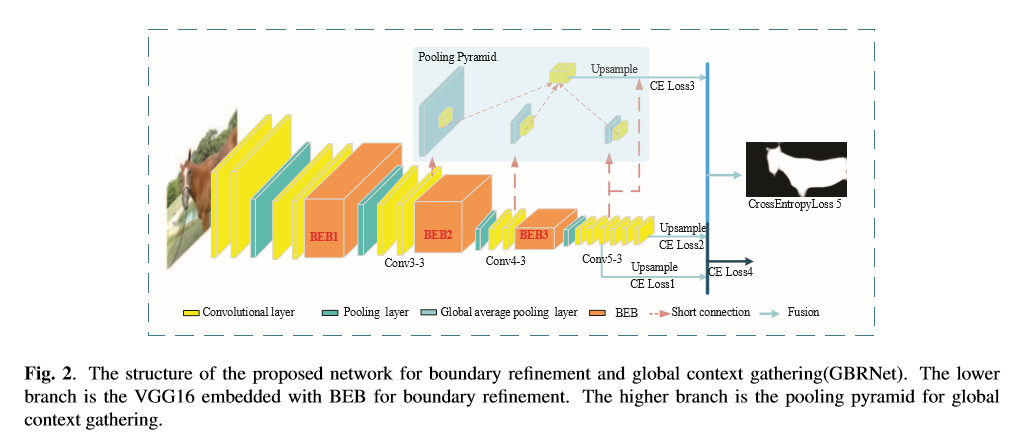 Pooling Pyramid
Upsample
CE Loss3
BEB1
BEB2
BEB3
Conv3-3
Conv4-3
Conv5-3
Upsample
CE Loss2
Upsample
CE Loss1
CE Loss4
CrossEntropyLoss 5
Convolutional layer
Pooling layer
Global average pooling layer
BEB
Short connection
Fusion
Fig. 2. The structure of the proposed network for boundary refinement and global context gathering(GBRNet). The lower
branch is the VGG16 embedded with BEB for boundary refinement. The higher branch is the pooling pyramid for global
context gathering.